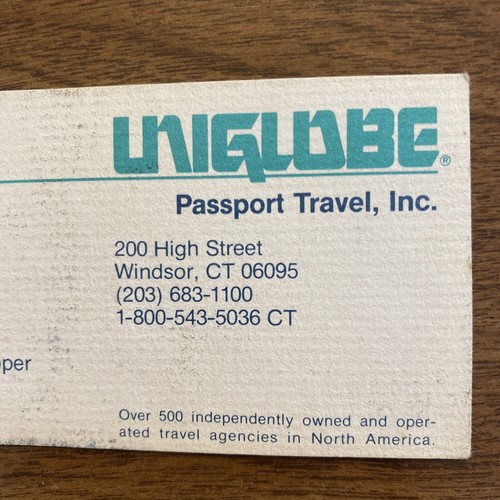 UNIGLOBE®
Passport Travel, Inc.
200 High Street
Windsor, CT 06095
(203) 683-1100
1-800-543-5036 CT
Over 500 independently owned and oper-
ated travel agencies in North America.